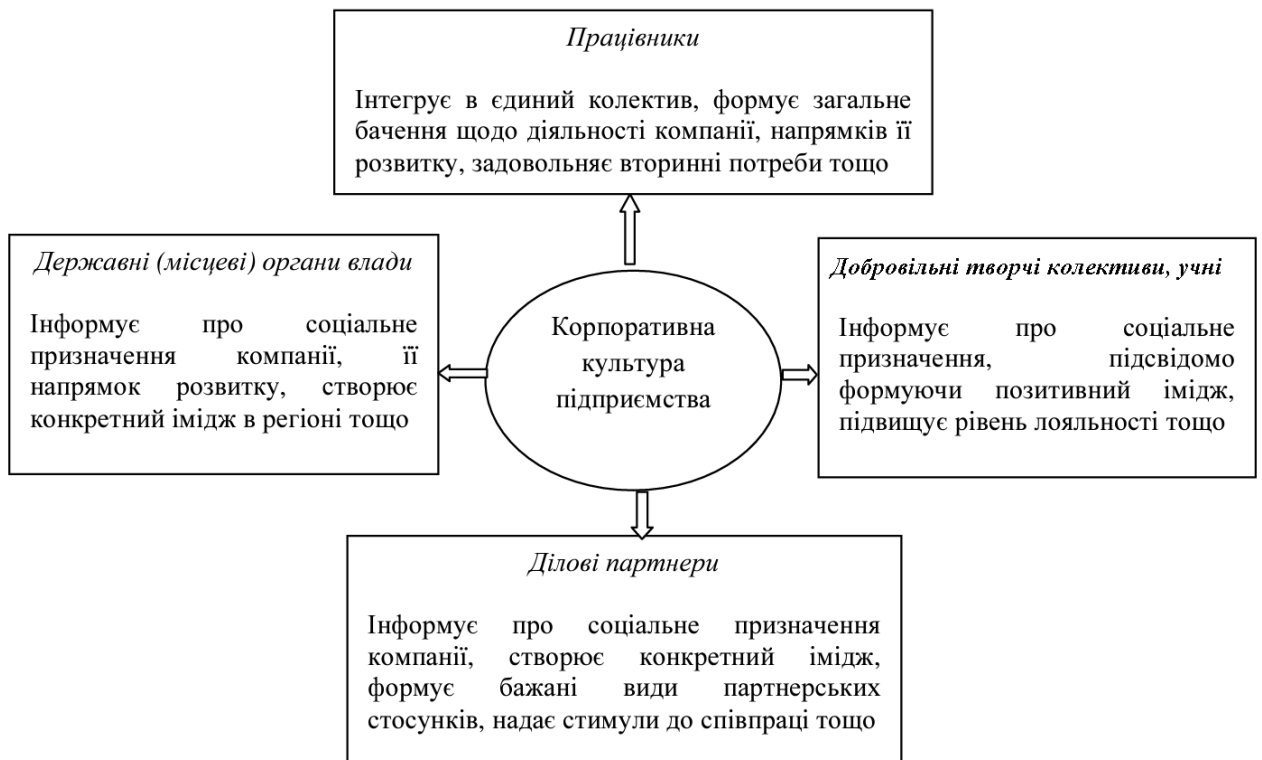 Працівники
Інтегрує в єдиний колектив, формує загальне
бачення щодо діяльності компанії, напрямків її
розвитку, задовольняє вторинні потреби тощо
Державні (місцеві) органи влади
Інформує про соціальне
призначення компанії, її
напрямок розвитку, створює
конкретний імідж в регіоні тощо
Корпоративна
культура
підприємства
Добровільні творчі колективи, учні
Інформує про соціальне
призначення, підсвідомо
формуючи позитивний імідж,
підвищує рівень лояльності тощо
Ділові партнери
Інформує про соціальне призначення
компанії, створює конкретний імідж,
формує бажані види партнерських
стосунків, надає стимули до співпраці тощо